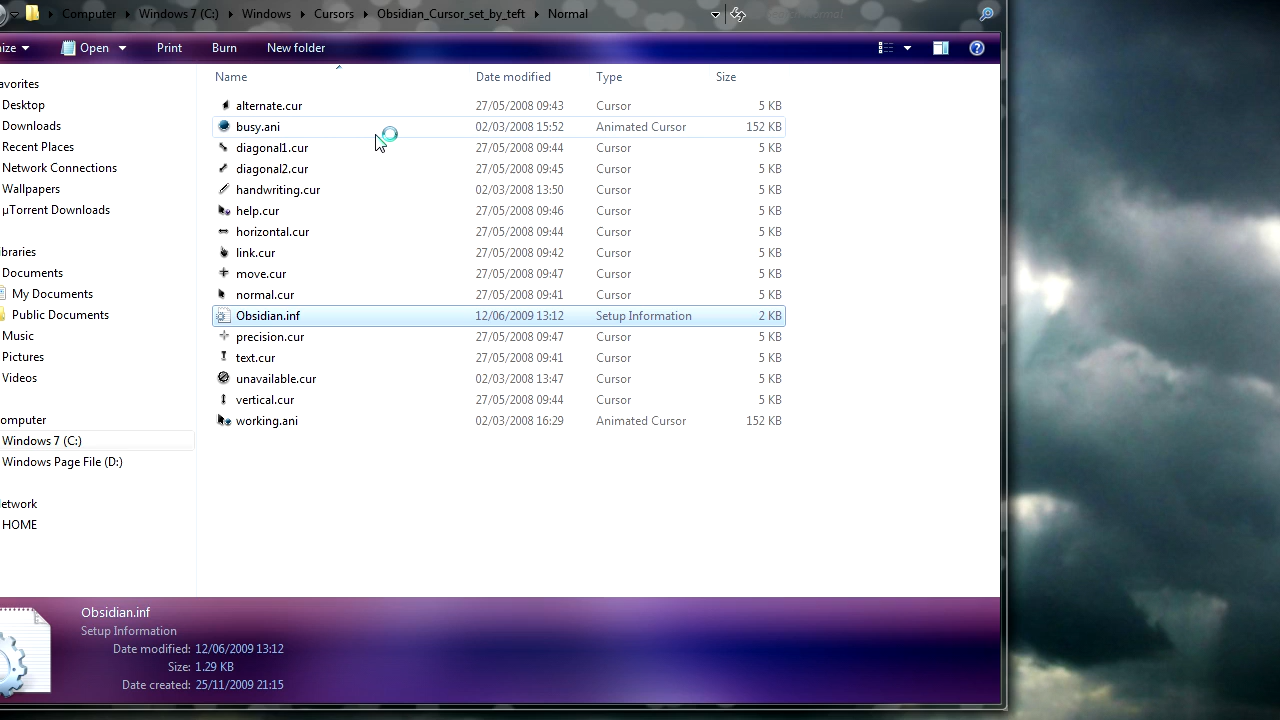 Computer Windows 7 (C:) Windows Cursors Obsidian_Cursor_set_by_teft Normal
ize Open Print Burn New folder
Name Date modified Type Size
avorites
Desktop
Downloads
Recent Places
Network Connections
Wallpapers
µTorrent Downloads
ibraries
Documents
My Documents
Public Documents
Music
Pictures
Videos
omputer
Windows 7 (C:)
Windows Page File (D:)
etwork
HOME
alternate.cur 27/05/2008 09:43 Cursor 5 KB
busy.ani 02/03/2008 15:52 Animated Cursor 152 KB
diagonal1.cur 27/05/2008 09:44 Cursor 5 KB
diagonal2.cur 27/05/2008 09:45 Cursor 5 KB
handwriting.cur 02/03/2008 13:50 Cursor 5 KB
help.cur 27/05/2008 09:46 Cursor 5 KB
horizontal.cur 27/05/2008 09:44 Cursor 5 KB
link.cur 27/05/2008 09:42 Cursor 5 KB
move.cur 27/05/2008 09:47 Cursor 5 KB
normal.cur 27/05/2008 09:41 Cursor 5 KB
Obsidian.inf 12/06/2009 13:12 Setup Information 2 KB
precision.cur 27/05/2008 09:47 Cursor 5 KB
text.cur 27/05/2008 09:41 Cursor 5 KB
unavailable.cur 02/03/2008 13:47 Cursor 5 KB
vertical.cur 27/05/2008 09:44 Cursor 5 KB
working.ani 02/03/2008 16:29 Animated Cursor 152 KB
Obsidian.inf
Setup Information
Date modified: 12/06/2009 13:12
Size: 1.29 KB
Date created: 25/11/2009 21:15